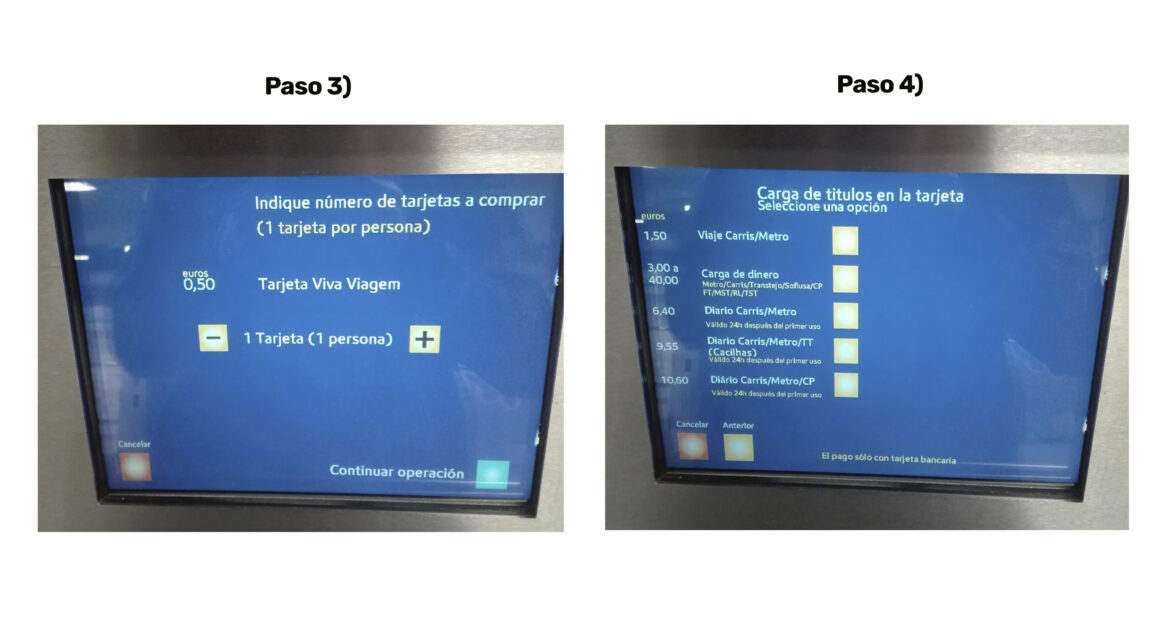 Paso 3)
Indique número de tarjetas a comprar
(1 tarjeta por persona)
euros
0,50 Tarjeta Viva Viagem
− 1 Tarjeta (1 persona) +
Cancelar
Continuar operación
Paso 4)
Carga de titulos en la tarjeta
Seleccione una opción
euros
1,50 Viaje Carris/Metro
3,00 a
40,00 Carga de dinero
Metro/Carris/Transtejo/Soflusa/CP
FT/MST/RL/TST
6,40 Diario Carris/Metro
Válido 24h después del primer uso
9,55 Diario Carris/Metro/TT
(Cacilhas)
Válido 24h después del primer uso
10,60 Diário Carris/Metro/CP
Válido 24h después del primer uso
Cancelar Anterior
El pago sólo con tarjeta bancaria